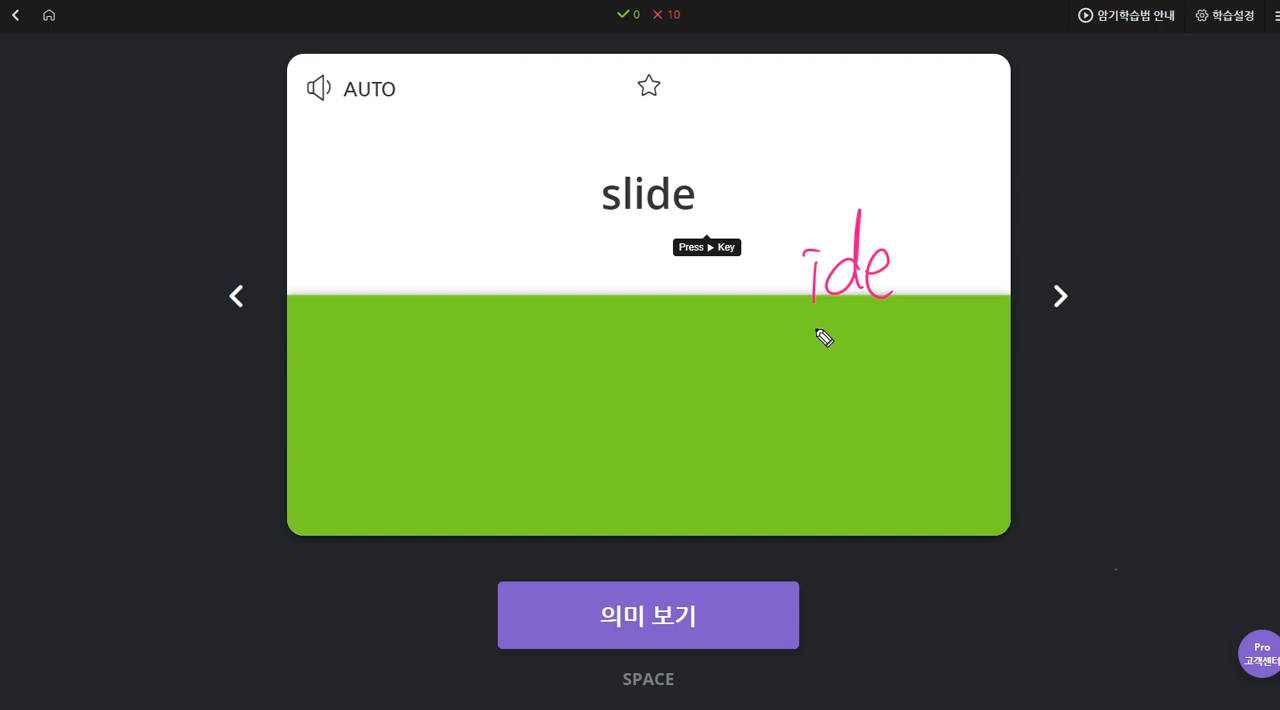 0 10 암기학습법 안내 학습설정
AUTO
slide
Press ▶ Key
ide
의미 보기
SPACE
Pro
고객센터